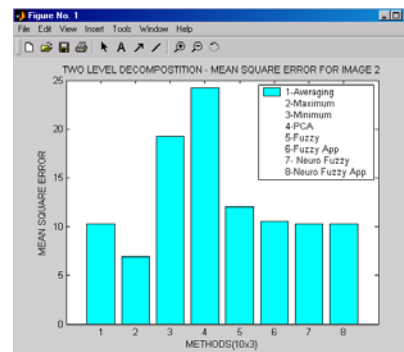 Figure No. 1
File Edit View Insert Tools Window Help
TWO LEVEL DECOMPOSTITION - MEAN SQUARE ERROR FOR IMAGE 2
25
20
15
10
5
0
MEAN SQUARE ERROR
1-Averaging
2-Maximum
3-Minimum
4-PCA
5-Fuzzy
6-Fuzzy App
7- Neuro Fuzzy
8-Neuro Fuzzy App
1 2 3 4 5 6 7 8
METHODS(10x3)